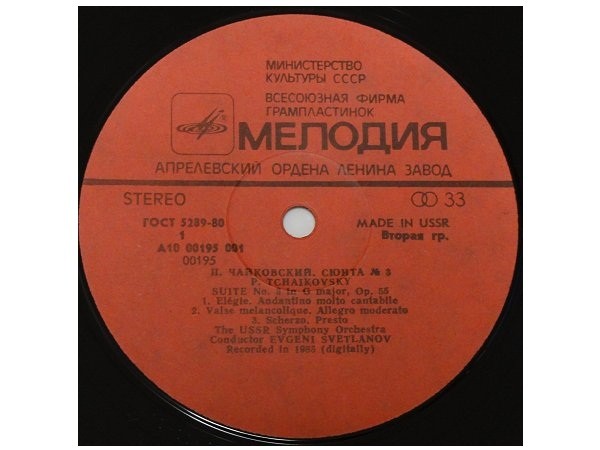 МИНИСТЕРСТВО
КУЛЬТУРЫ СССР
ВСЕСОЮЗНАЯ ФИРМА
ГРАМПЛАСТИНОК
МЕЛОДИЯ
АПРЕЛЕВСКИЙ ОРДЕНА ЛЕНИНА ЗАВОД
STEREO 33
ГОСТ 5289-80 MADE IN USSR
1 Вторая гр.
А10 00195 001
00195
П. ЧАЙКОВСКИЙ. СЮИТА № 3
P. TCHAIKOVSKY
SUITE No. 3 in G major, Op. 55
1. Elégie. Andantino molto cantabile
2. Valse melancolique. Allegro moderato
3. Scherzo. Presto
The USSR Symphony Orchestra
Conductor EVGENI SVETLANOV
Recorded in 1985 (digitally)